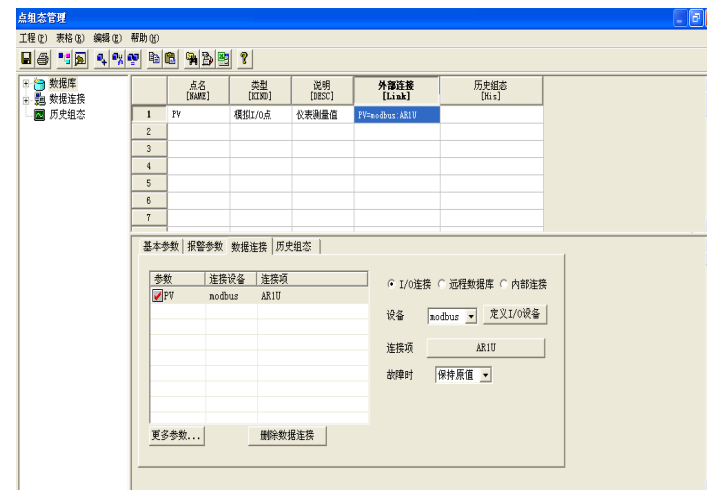 点组态管理
工程(F) 表格(B) 编辑(E) 帮助(H)
数据库
数据连接
历史组态
点名 类型 说明 外部连接 历史组态
[NAME] [KIND] [DESC] [Link] [His]
1 PV 模拟I/O点 仪表测量值 PV=modbus:AR1U
2
3
4
5
6
7
基本参数 报警参数 数据连接 历史组态
参数 连接设备 连接项
PV modbus AR1U
I/O连接 远程数据库 内部连接
设备 modbus 定义I/O设备
连接项 AR1U
故障时 保持原值
更多参数... 删除数据连接